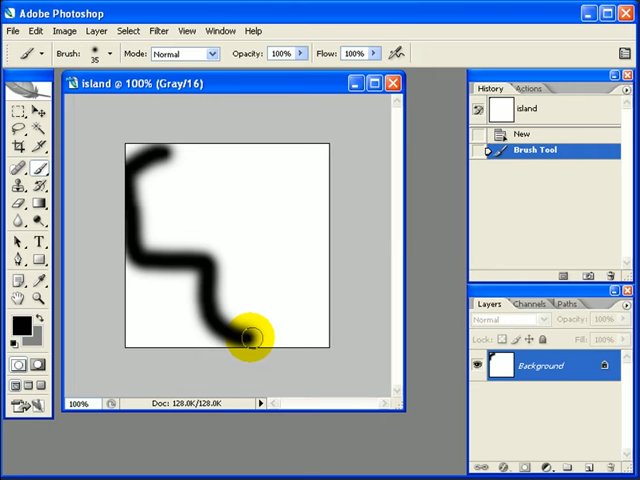 Adobe Photoshop
File Edit Image Layer Select Filter View Window Help
Brush: 35 Mode: Normal Opacity: 100% Flow: 100%
island @ 100% (Gray/16)
History Actions
island
New
Brush Tool
Layers Channels Paths
Normal Opacity: 100%
Lock: Fill: 100%
Background
100% Doc: 128.0K/128.0K